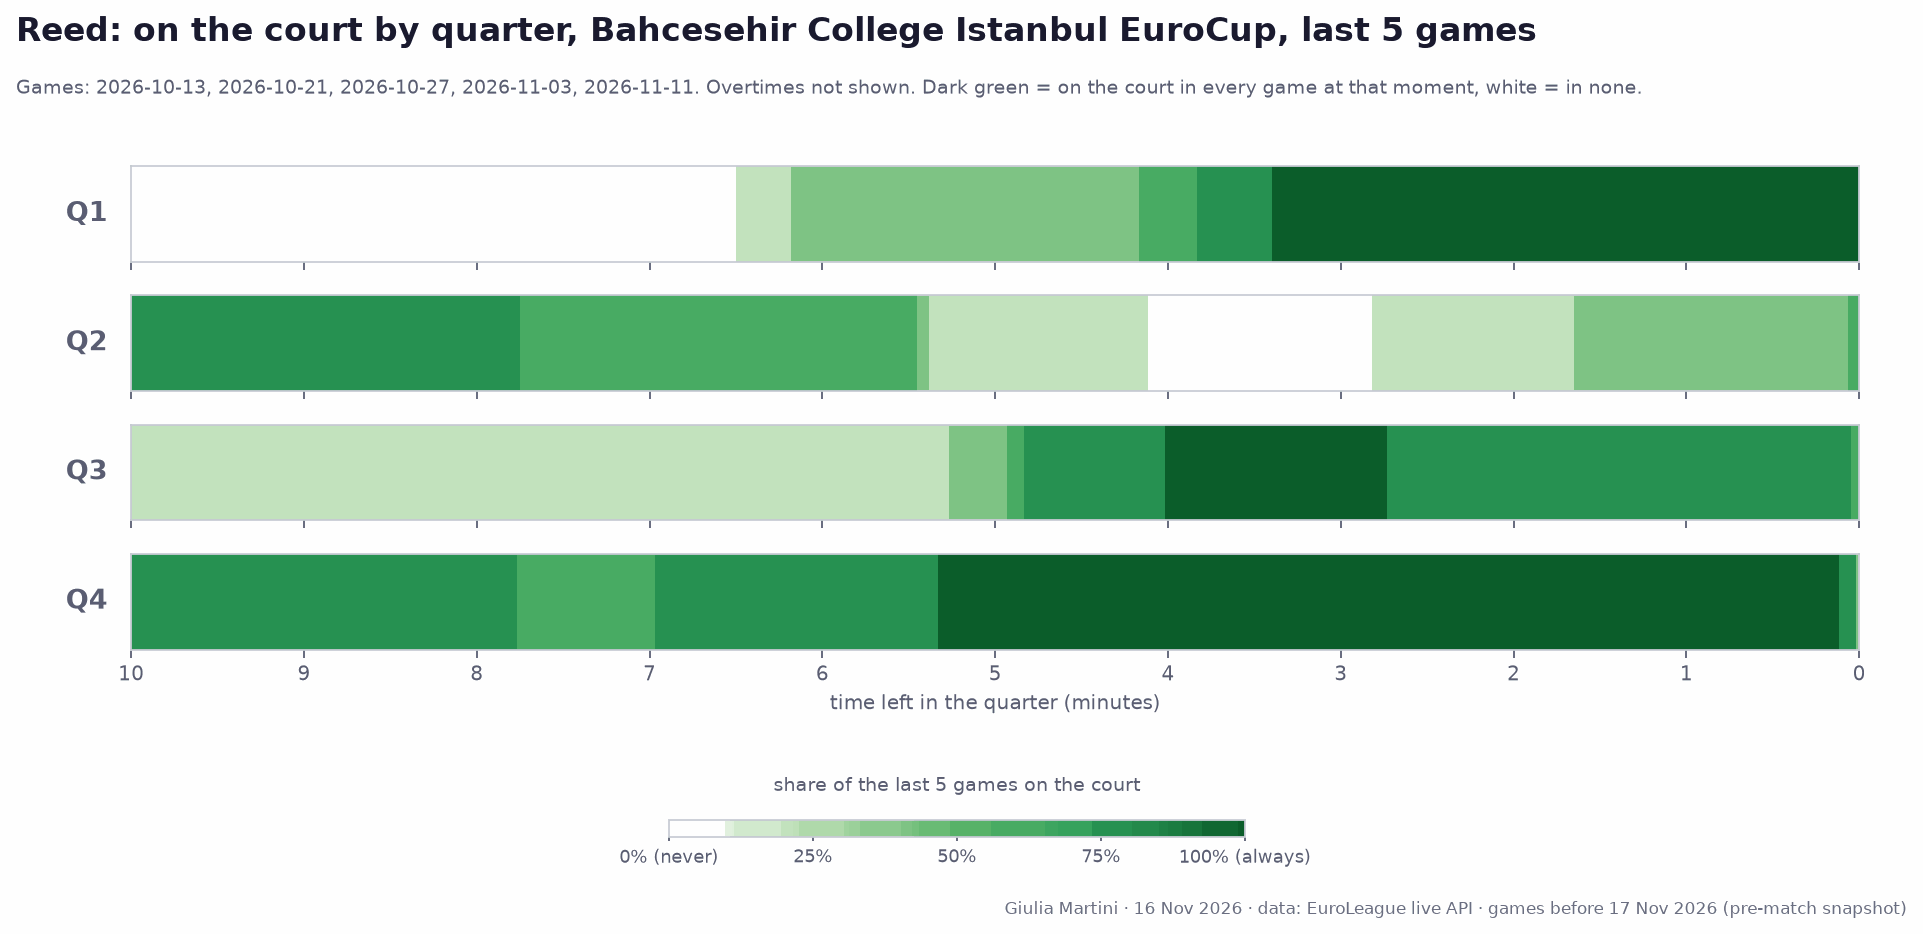 Reed: on the court by quarter, Bahcesehir College Istanbul EuroCup, last 5 games
Games: 2026-10-13, 2026-10-21, 2026-10-27, 2026-11-03, 2026-11-11. Overtimes not shown. Dark green = on the court in every game at that moment, white = in none.
Q1
Q2
Q3
Q4
10 9 8 7 6 5 4 3 2 1 0
time left in the quarter (minutes)
share of the last 5 games on the court
0% (never) 25% 50% 75% 100% (always)
Giulia Martini · 16 Nov 2026 · data: EuroLeague live API · games before 17 Nov 2026 (pre-match snapshot)